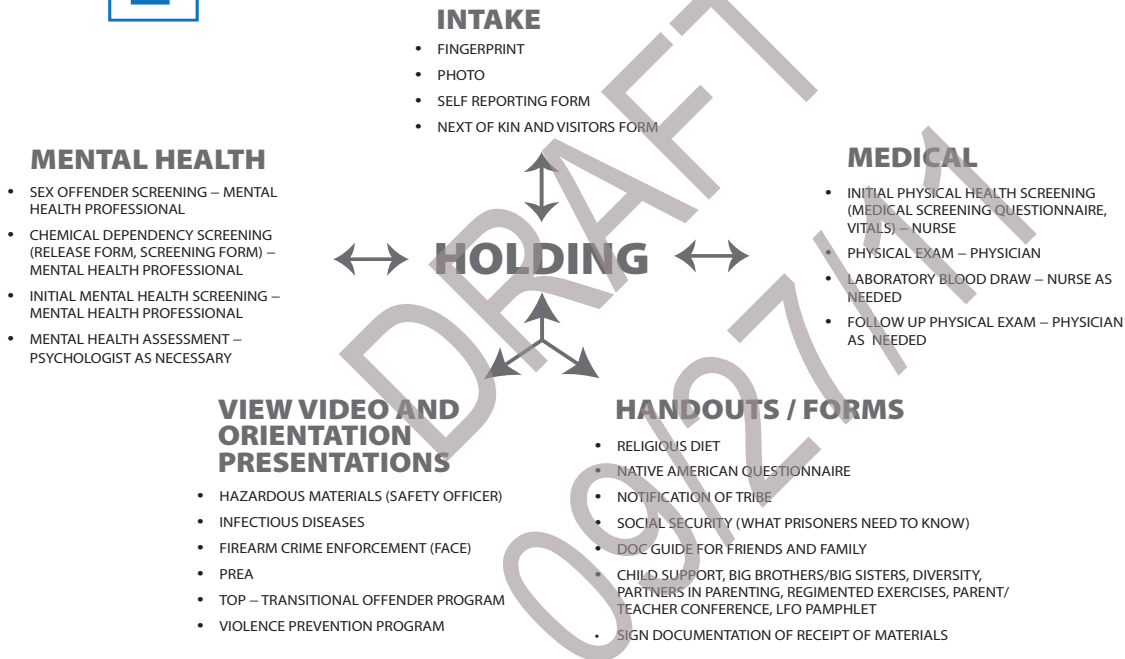 INTAKE
• FINGERPRINT
• PHOTO
• SELF REPORTING FORM
• NEXT OF KIN AND VISITORS FORM
MENTAL HEALTH
• SEX OFFENDER SCREENING – MENTAL
HEALTH PROFESSIONAL
• CHEMICAL DEPENDENCY SCREENING
(RELEASE FORM, SCREENING FORM) –
MENTAL HEALTH PROFESSIONAL
• INITIAL MENTAL HEALTH SCREENING –
MENTAL HEALTH PROFESSIONAL
• MENTAL HEALTH ASSESSMENT –
PSYCHOLOGIST AS NECESSARY
HOLDING
MEDICAL
• INITIAL PHYSICAL HEALTH SCREENING
(MEDICAL SCREENING QUESTIONNAIRE,
VITALS) – NURSE
• PHYSICAL EXAM – PHYSICIAN
• LABORATORY BLOOD DRAW – NURSE AS
NEEDED
• FOLLOW UP PHYSICAL EXAM – PHYSICIAN
AS NEEDED
VIEW VIDEO AND
ORIENTATION
PRESENTATIONS
• HAZARDOUS MATERIALS (SAFETY OFFICER)
• INFECTIOUS DISEASES
• FIREARM CRIME ENFORCEMENT (FACE)
• PREA
• TOP – TRANSITIONAL OFFENDER PROGRAM
• VIOLENCE PREVENTION PROGRAM
HANDOUTS / FORMS
• RELIGIOUS DIET
• NATIVE AMERICAN QUESTIONNAIRE
• NOTIFICATION OF TRIBE
• SOCIAL SECURITY (WHAT PRISONERS NEED TO KNOW)
• DOC GUIDE FOR FRIENDS AND FAMILY
• CHILD SUPPORT, BIG BROTHERS/BIG SISTERS, DIVERSITY,
PARTNERS IN PARENTING, REGIMENTED EXERCISES, PARENT/
TEACHER CONFERENCE, LFO PAMPHLET
• SIGN DOCUMENTATION OF RECEIPT OF MATERIALS
DRAFT
09/27/11